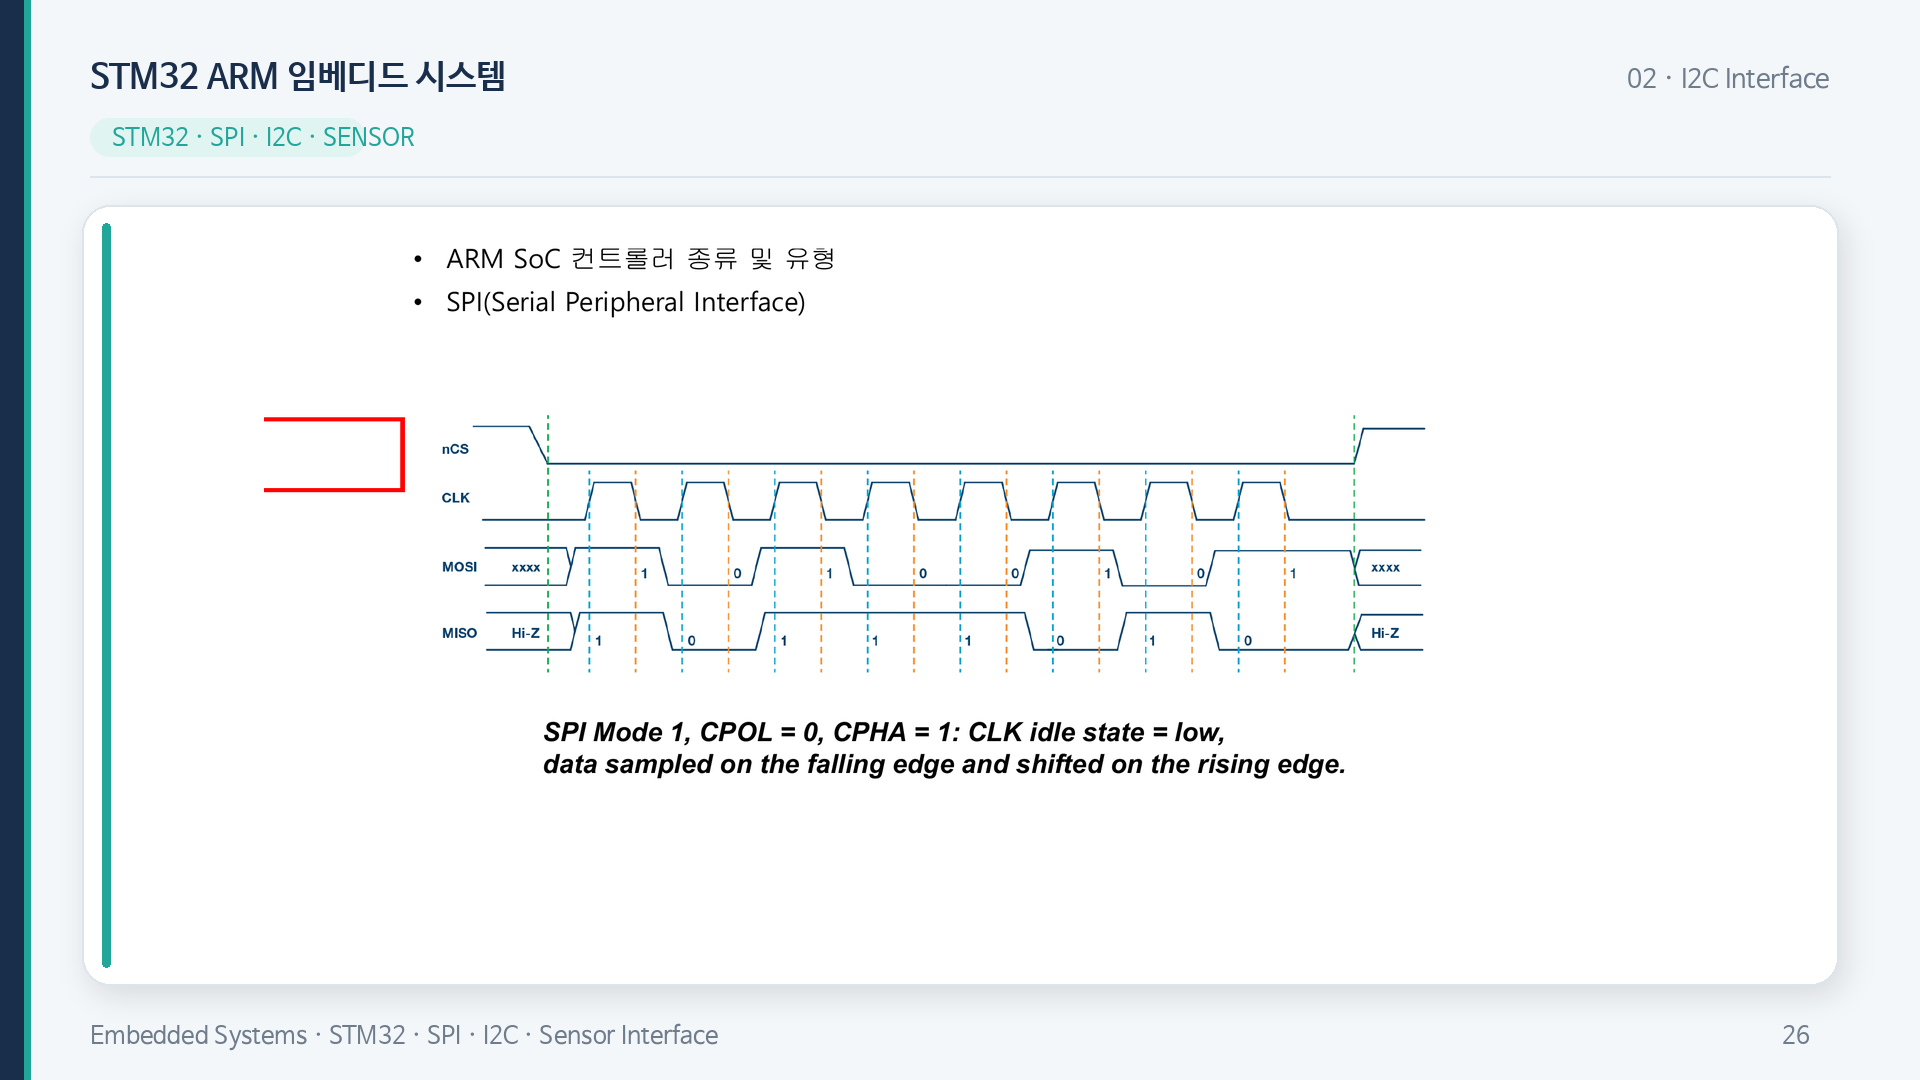 STM32 ARM 임베디드 시스템
02 · I2C Interface
STM32 · SPI · I2C · SENSOR
• ARM SoC 컨트롤러 종류 및 유형
• SPI(Serial Peripheral Interface)
nCS
CLK
MOSI xxxx 1 0 1 0 0 1 0 1 xxxx
MISO Hi-Z 1 0 1 1 1 0 1 0 Hi-Z
SPI Mode 1, CPOL = 0, CPHA = 1: CLK idle state = low,
data sampled on the falling edge and shifted on the rising edge.
Embedded Systems · STM32 · SPI · I2C · Sensor Interface
26